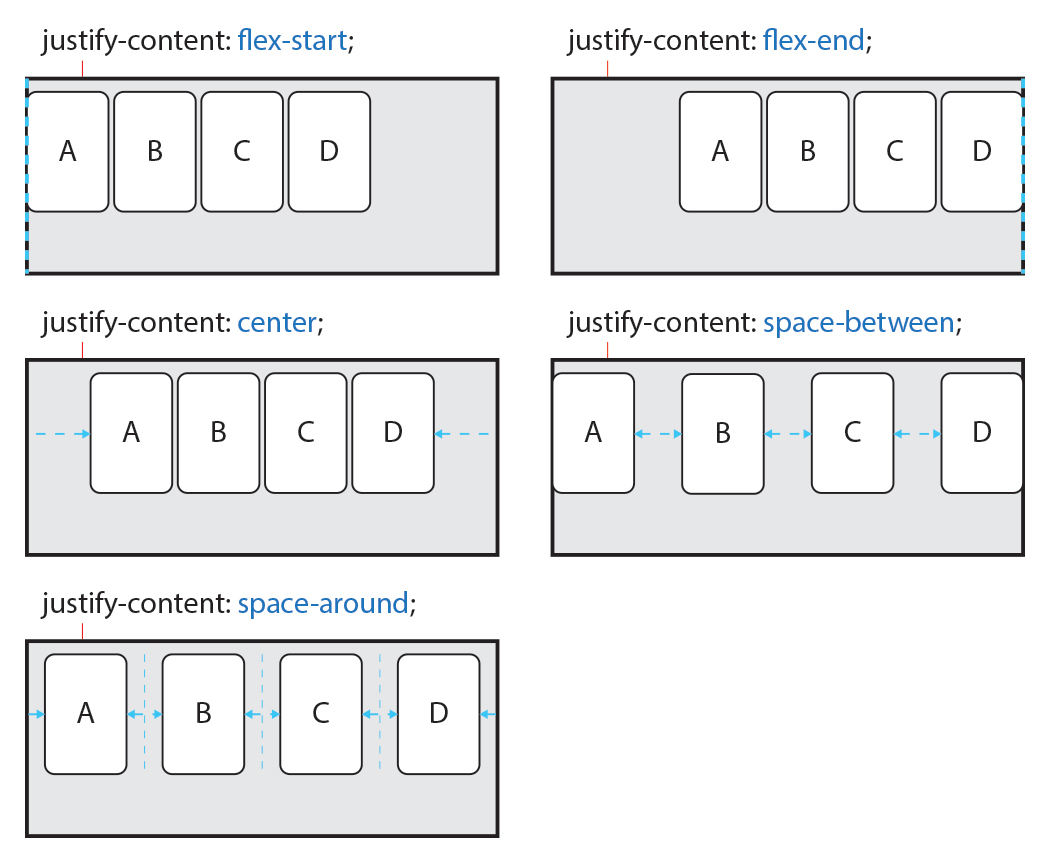 justify-content: flex-start;
justify-content: flex-end;
A B C D
A B C D
justify-content: center;
justify-content: space-between;
A B C D
A B C D
justify-content: space-around;
A B C D